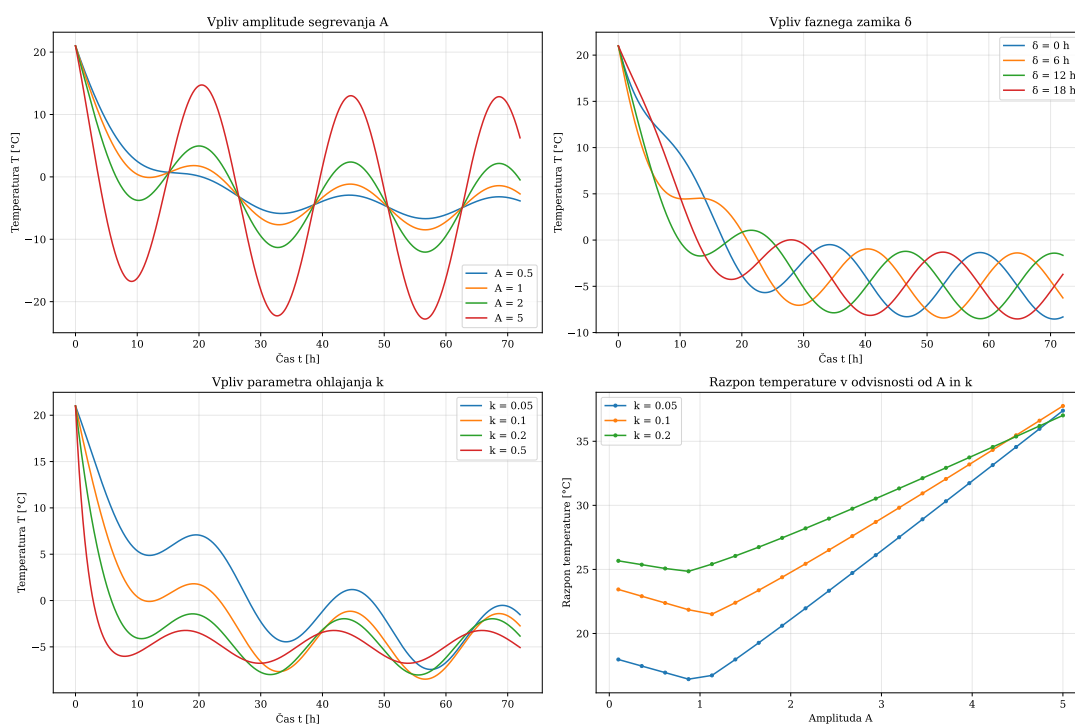 Vpliv amplitude segrevanja A
Temperatura T [°C]
20
10
0
−10
−20
0 10 20 30 40 50 60 70
Čas t [h]
A = 0.5
A = 1
A = 2
A = 5
Vpliv faznega zamika δ
Temperatura T [°C]
20
15
10
5
0
−5
−10
0 10 20 30 40 50 60 70
Čas t [h]
δ = 0 h
δ = 6 h
δ = 12 h
δ = 18 h
Vpliv parametra ohlajanja k
Temperatura T [°C]
20
15
10
5
0
−5
0 10 20 30 40 50 60 70
Čas t [h]
k = 0.05
k = 0.1
k = 0.2
k = 0.5
Razpon temperature v odvisnosti od A in k
Razpon temperature [°C]
35
30
25
20
0 1 2 3 4 5
Amplituda A
k = 0.05
k = 0.1
k = 0.2